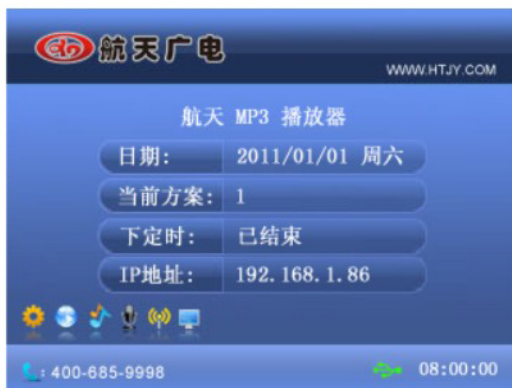 航天广电
WWW.HTJY.COM
航天 MP3 播放器
日期: 2011/01/01 周六
当前方案: 1
下定时: 已结束
IP地址: 192.168.1.86
: 400-685-9998
08:00:00